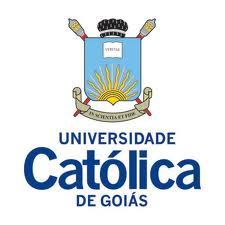 VERITAS
IN SCIENTIA ET FIDE
UNIVERSIDADE
Católica
DE GOIÁS